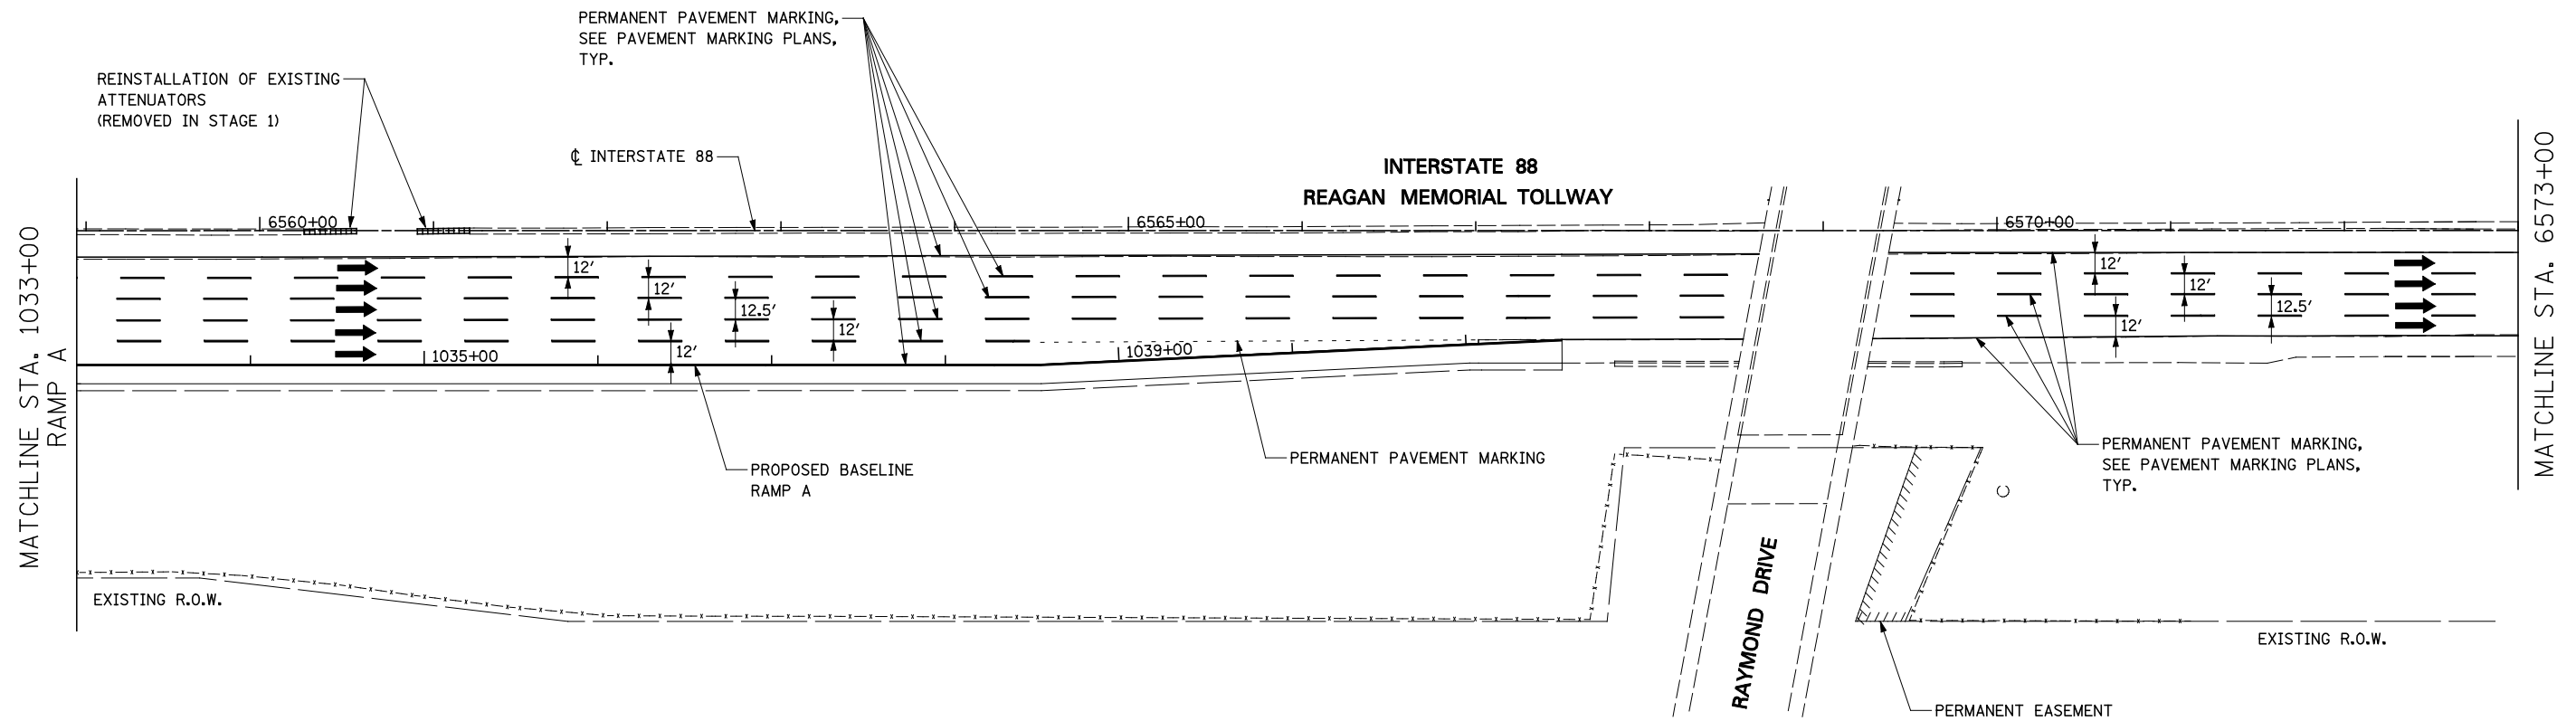 PERMANENT PAVEMENT MARKING,
SEE PAVEMENT MARKING PLANS,
TYP.
REINSTALLATION OF EXISTING
ATTENUATORS
(REMOVED IN STAGE 1)
℄ INTERSTATE 88
INTERSTATE 88
REAGAN MEMORIAL TOLLWAY
6560+00
6565+00
6570+00
12'
12'
12.5'
12'
12'
12'
12'
12.5'
12'
1035+00
1039+00
MATCHLINE STA. 1033+00
RAMP A
MATCHLINE STA. 6573+00
PROPOSED BASELINE
RAMP A
PERMANENT PAVEMENT MARKING
PERMANENT PAVEMENT MARKING,
SEE PAVEMENT MARKING PLANS,
TYP.
RAYMOND DRIVE
EXISTING R.O.W.
EXISTING R.O.W.
PERMANENT EASEMENT